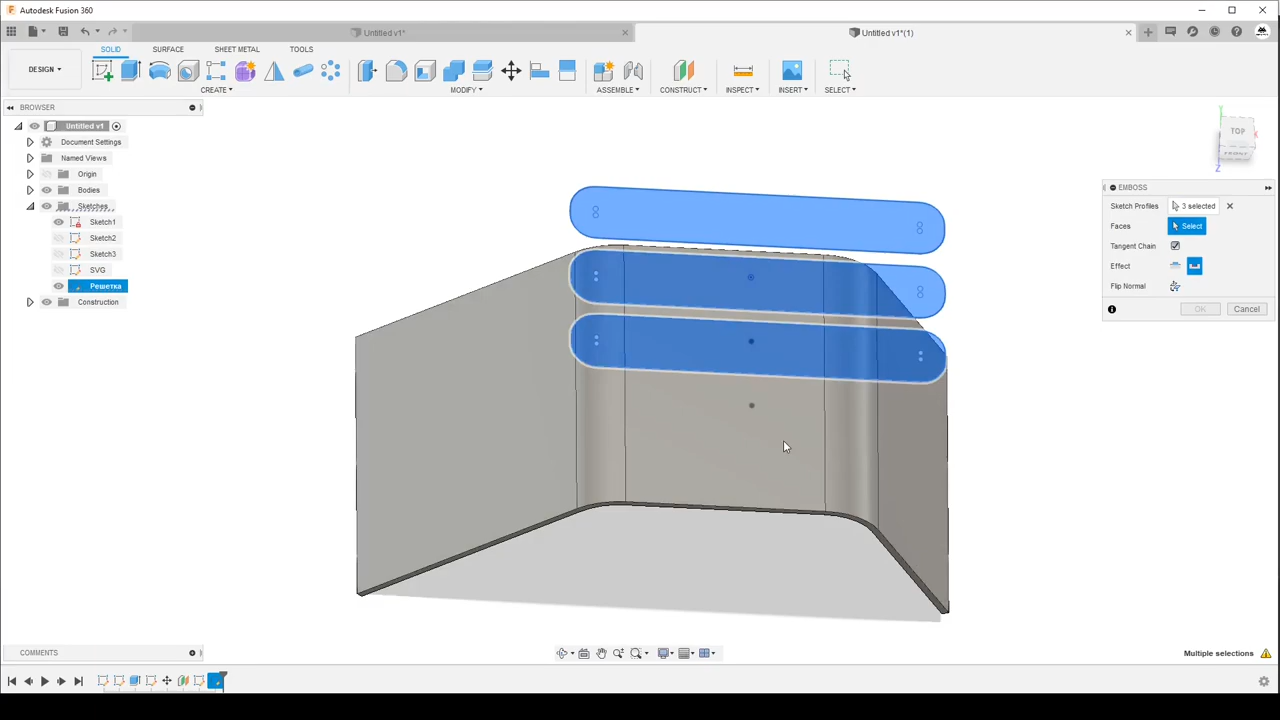 Autodesk Fusion 360
Untitled v1*
Untitled v1*(1)
SOLID
SURFACE
SHEET METAL
TOOLS
DESIGN
CREATE
MODIFY
ASSEMBLE
CONSTRUCT
INSPECT
INSERT
SELECT
BROWSER
Untitled v1
Document Settings
Named Views
Origin
Bodies
Sketches
Sketch1
Sketch2
Sketch3
SVG
Решетка
Construction
TOP
FRONT
X
Z
EMBOSS
Sketch Profiles
3 selected
Faces
Select
Tangent Chain
Effect
Flip Normal
OK
Cancel
COMMENTS
Multiple selections